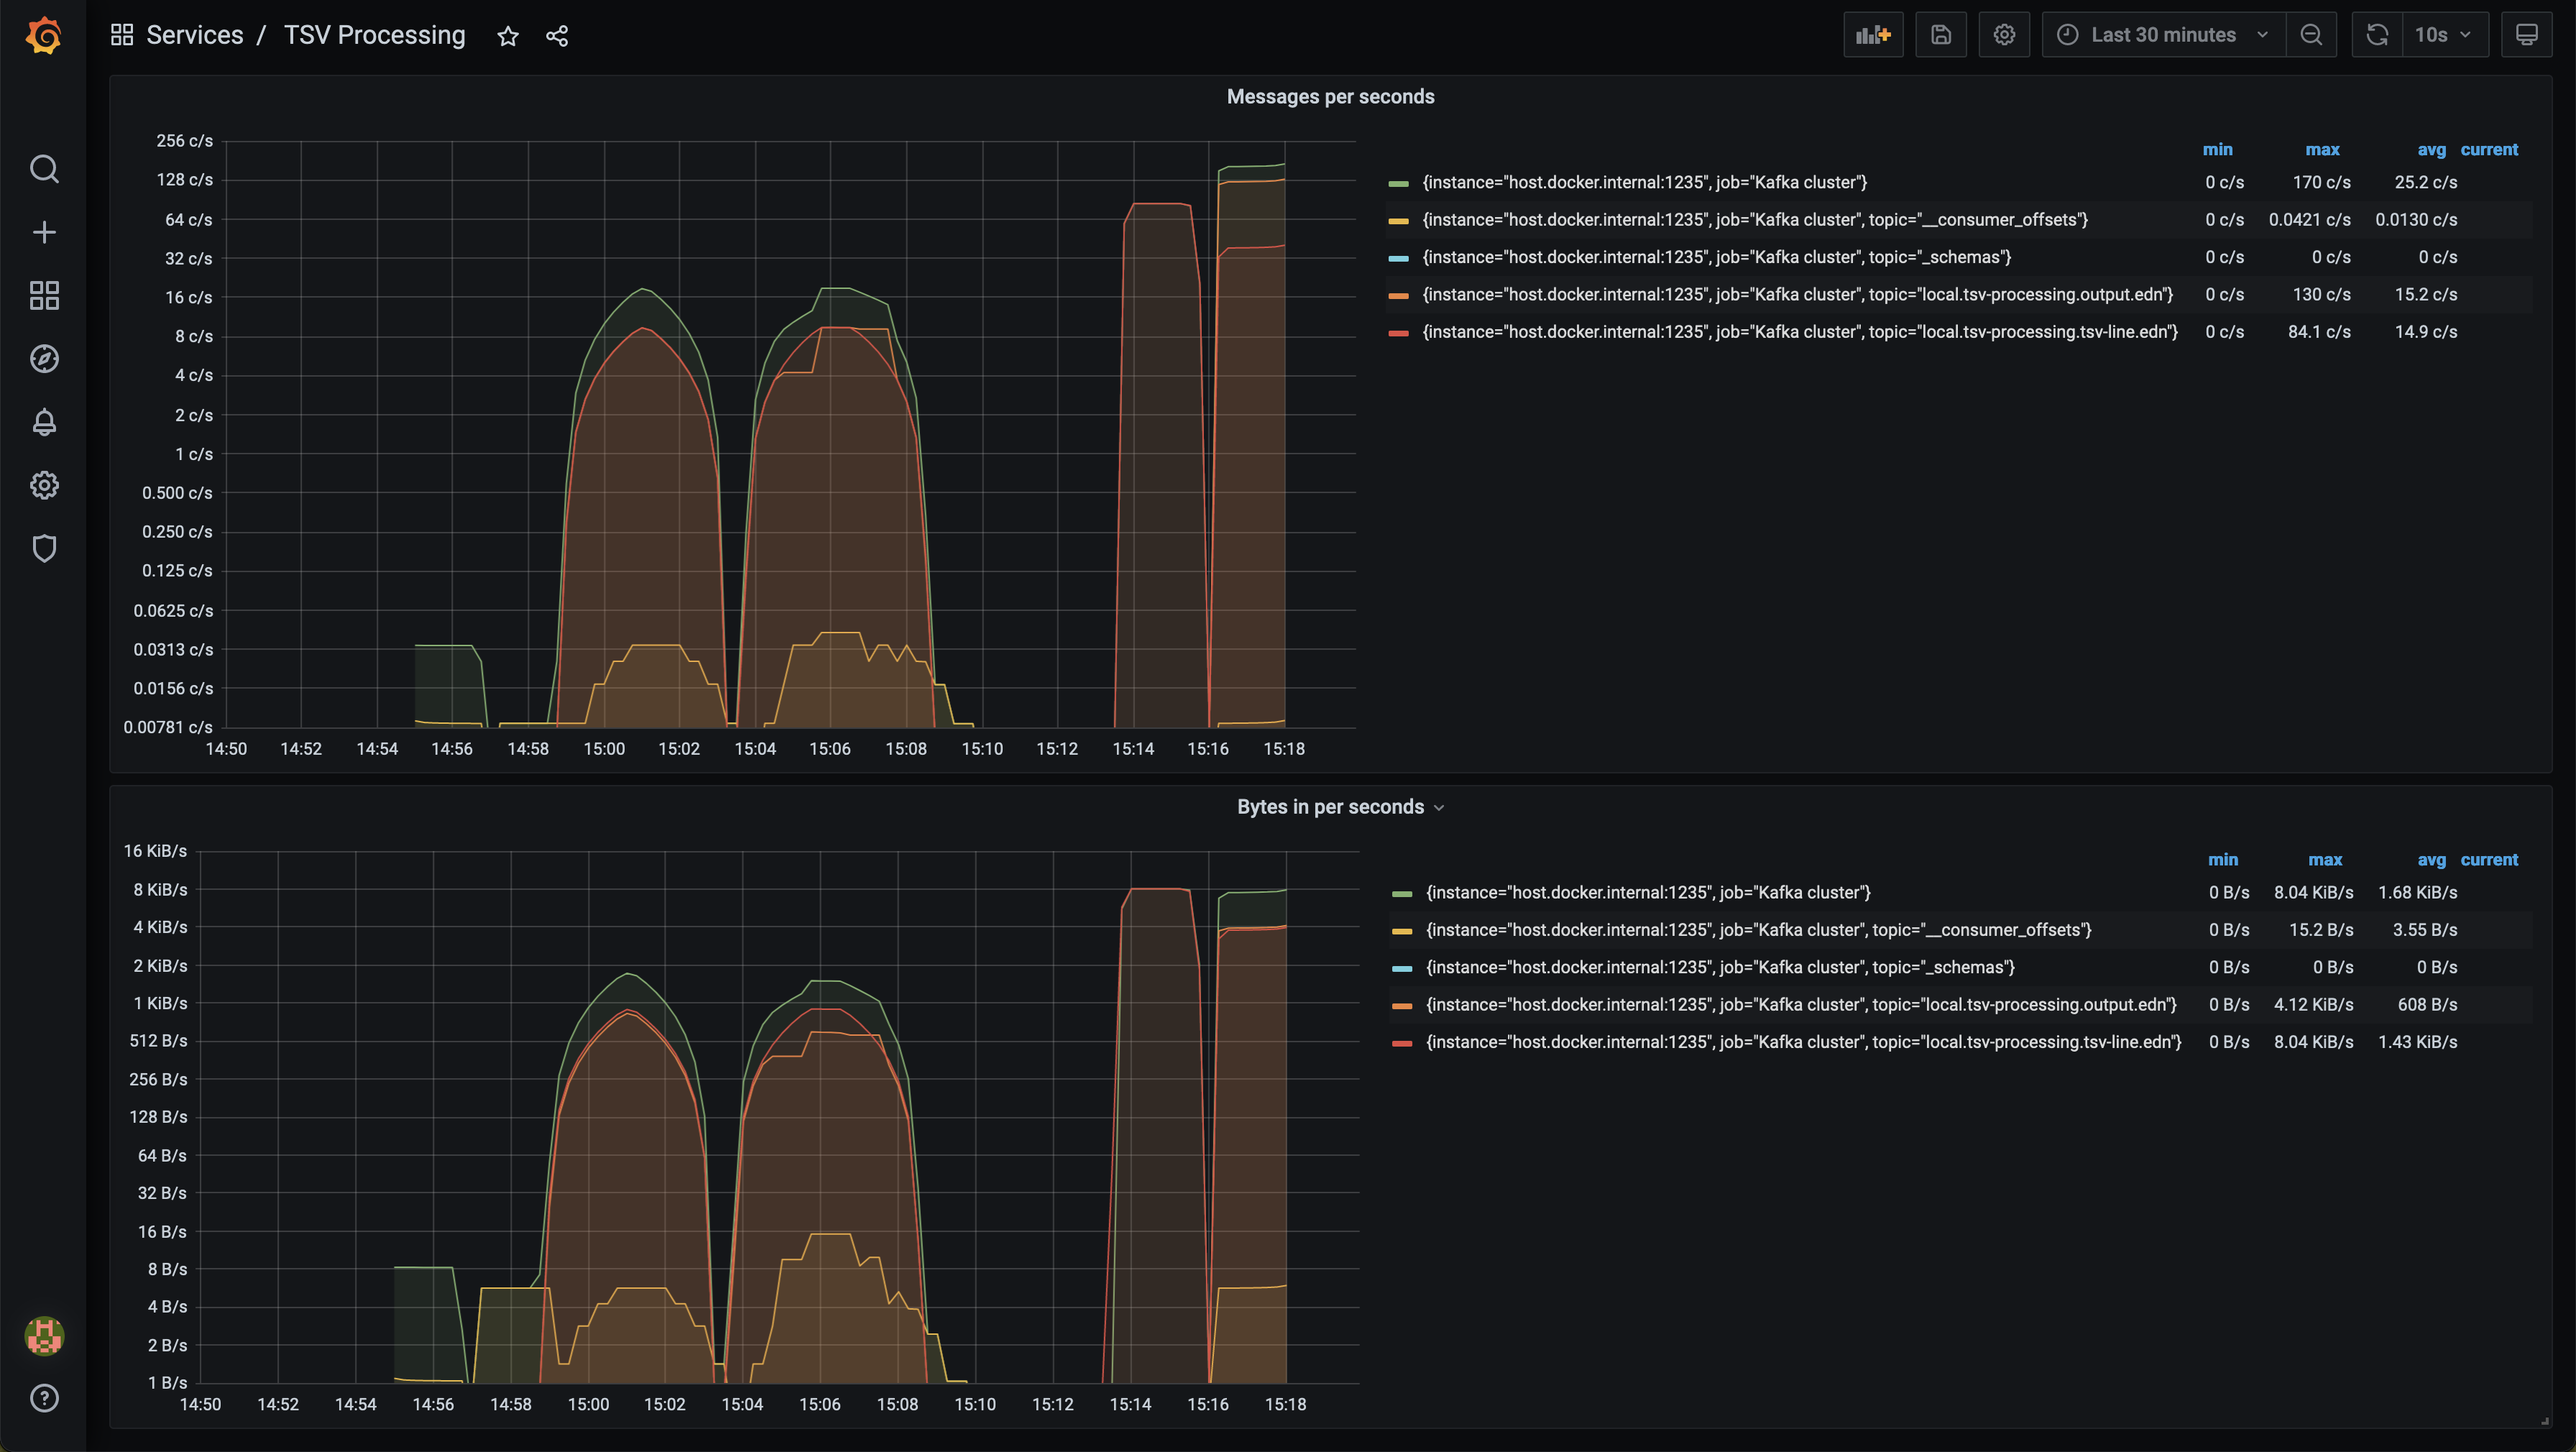 Services / TSV Processing
Last 30 minutes
10s
Messages per seconds
256 c/s
128 c/s
64 c/s
32 c/s
16 c/s
8 c/s
4 c/s
2 c/s
1 c/s
0.500 c/s
0.250 c/s
0.125 c/s
0.0625 c/s
0.0313 c/s
0.0156 c/s
0.00781 c/s
14:50 14:52 14:54 14:56 14:58 15:00 15:02 15:04 15:06 15:08 15:10 15:12 15:14 15:16 15:18
min max avg current
{instance="host.docker.internal:1235", job="Kafka cluster"} 0 c/s 170 c/s 25.2 c/s
{instance="host.docker.internal:1235", job="Kafka cluster", topic="__consumer_offsets"} 0 c/s 0.0421 c/s 0.0130 c/s
{instance="host.docker.internal:1235", job="Kafka cluster", topic="_schemas"} 0 c/s 0 c/s 0 c/s
{instance="host.docker.internal:1235", job="Kafka cluster", topic="local.tsv-processing.output.edn"} 0 c/s 130 c/s 15.2 c/s
{instance="host.docker.internal:1235", job="Kafka cluster", topic="local.tsv-processing.tsv-line.edn"} 0 c/s 84.1 c/s 14.9 c/s
Bytes in per seconds
16 KiB/s
8 KiB/s
4 KiB/s
2 KiB/s
1 KiB/s
512 B/s
256 B/s
128 B/s
64 B/s
32 B/s
16 B/s
8 B/s
4 B/s
2 B/s
1 B/s
14:50 14:52 14:54 14:56 14:58 15:00 15:02 15:04 15:06 15:08 15:10 15:12 15:14 15:16 15:18
min max avg current
{instance="host.docker.internal:1235", job="Kafka cluster"} 0 B/s 8.04 KiB/s 1.68 KiB/s
{instance="host.docker.internal:1235", job="Kafka cluster", topic="__consumer_offsets"} 0 B/s 15.2 B/s 3.55 B/s
{instance="host.docker.internal:1235", job="Kafka cluster", topic="_schemas"} 0 B/s 0 B/s 0 B/s
{instance="host.docker.internal:1235", job="Kafka cluster", topic="local.tsv-processing.output.edn"} 0 B/s 4.12 KiB/s 608 B/s
{instance="host.docker.internal:1235", job="Kafka cluster", topic="local.tsv-processing.tsv-line.edn"} 0 B/s 8.04 KiB/s 1.43 KiB/s